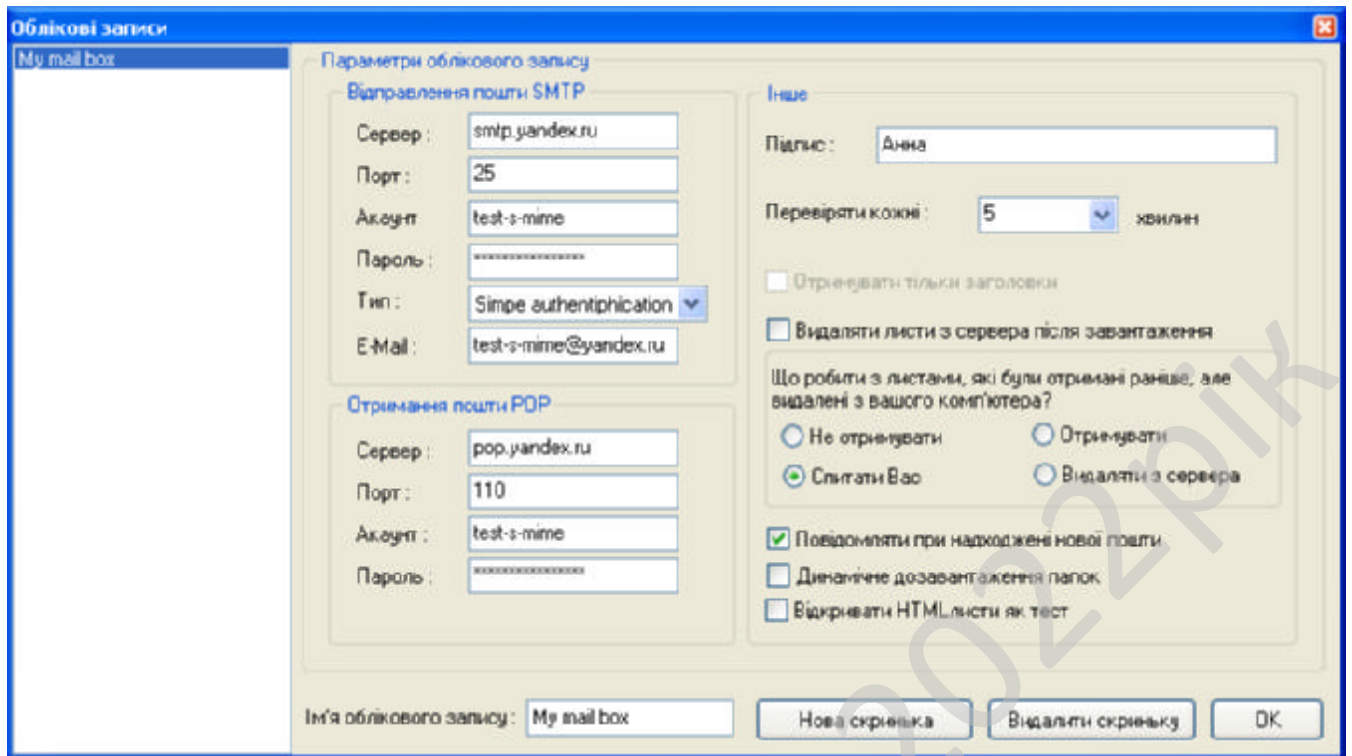 Облікові записи
My mail box
Параметри облікового запису
Відправлення пошти SMTP
Сервер : smtp.yandex.ru
Порт : 25
Акаунт test-s-mime
Пароль : ****************
Тип : Simpe authentiphication
E-Mail : test-s-mime@yandex.ru
Отримання пошти POP
Сервер : pop.yandex.ru
Порт : 110
Акаунт : test-s-mime
Пароль : ****************
Інше
Підпис : Анна
Перевіряти кожні : 5 хвилин
Отримувати тільки заголовки
Видаляти листи з сервера після завантаження
Що робити з листами, які були отримані раніше, але
видалені з вашого комп'ютера?
Не отримувати Отримувати
Спитати Вас Видаляти з сервера
Повідомляти при надходжені нової пошти
Динамічне дозавантаження папок
Відкривати HTML листи як тест
Ім'я облікового запису : My mail box
Нова скринька Видалити скриньку OK
2022рік